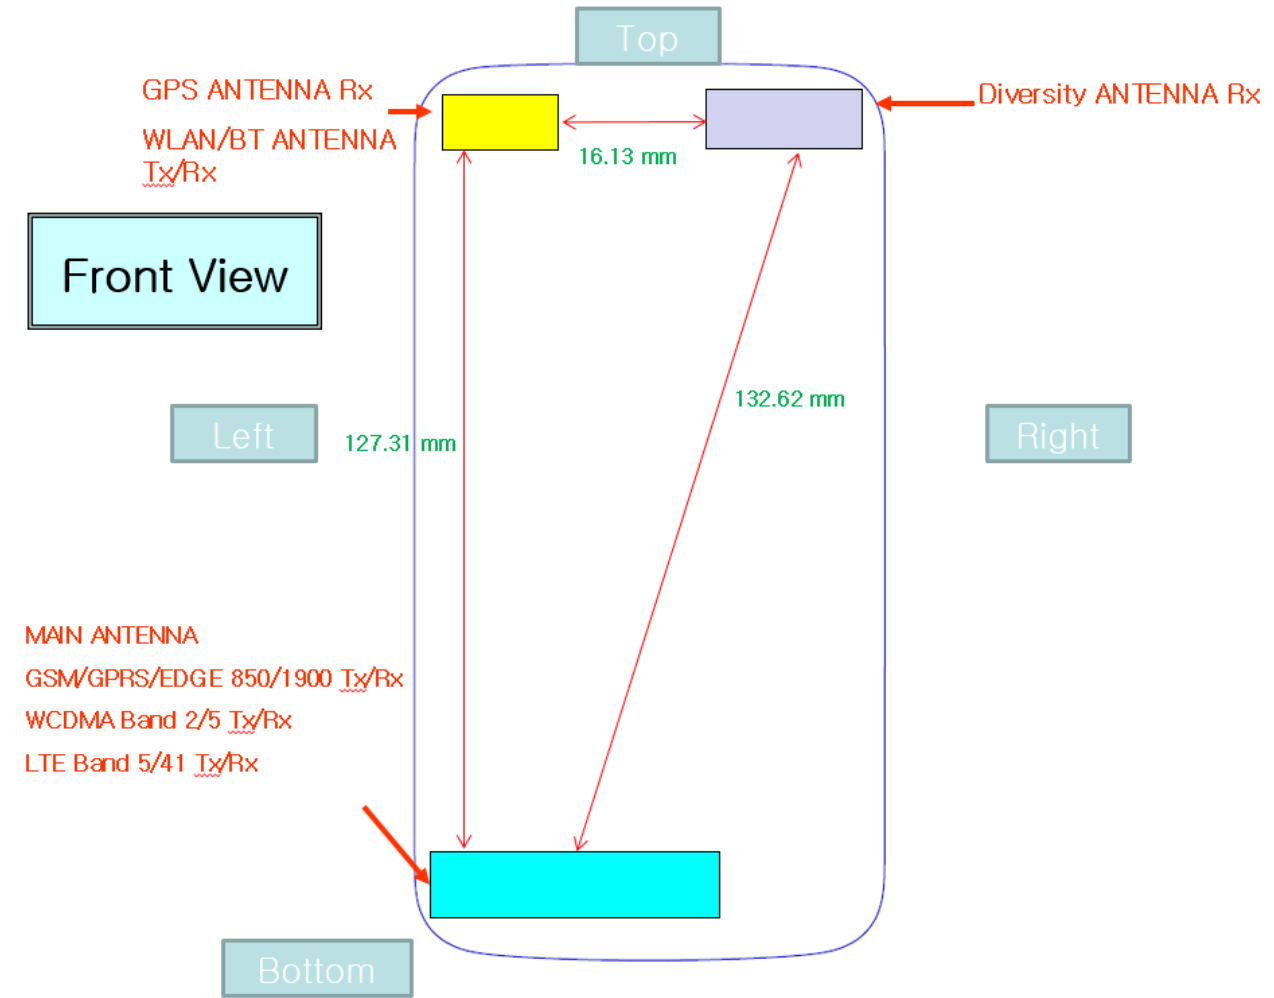 Top
GPS ANTENNA Rx
WLAN/BT ANTENNA
Tx/Rx
Diversity ANTENNA Rx
16.13 mm
Front View
132.62 mm
Left
127.31 mm
Right
MAIN ANTENNA
GSM/GPRS/EDGE 850/1900 Tx/Rx
WCDMA Band 2/5 Tx/Rx
LTE Band 5/41 Tx/Rx
Bottom